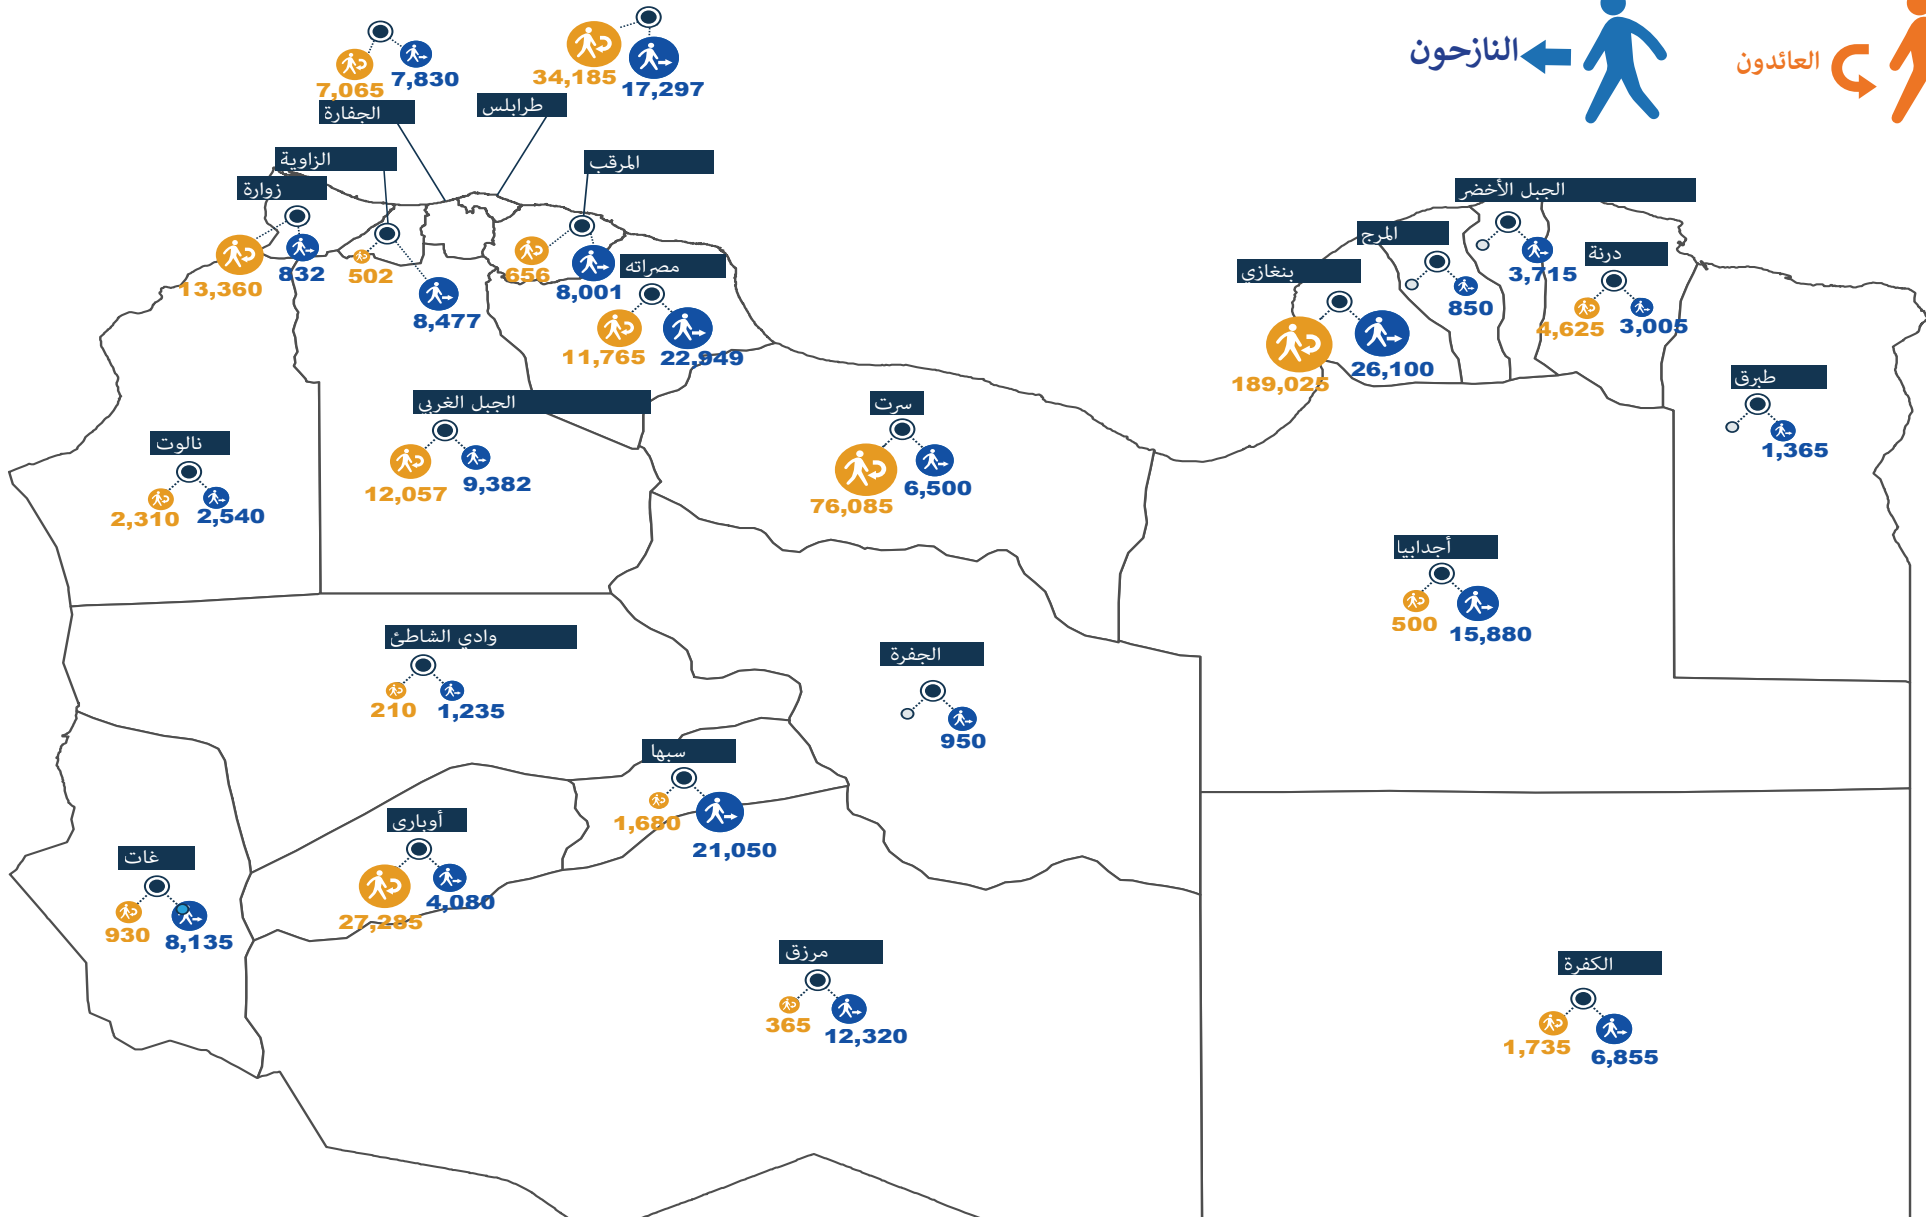 النازحون
العائدون
7,065
7,830
34,185
17,297
الجفارة
طرابلس
الزاوية
المرقب
زوارة
13,360
832
502
8,477
656
8,001
مصراته
11,765
22,949
الجبل الأخضر
3,715
المرج
850
درنة
4,625
3,005
بنغازي
189,025
26,100
طبرق
1,365
الجبل الغربي
12,057
9,382
سرت
76,085
6,500
نالوت
2,310
2,540
أجدابيا
500
15,880
وادي الشاطئ
210
1,235
الجفرة
950
سبها
1,680
21,050
أوباري
27,285
4,080
غات
930
8,135
مرزق
365
12,320
الكفرة
1,735
6,855